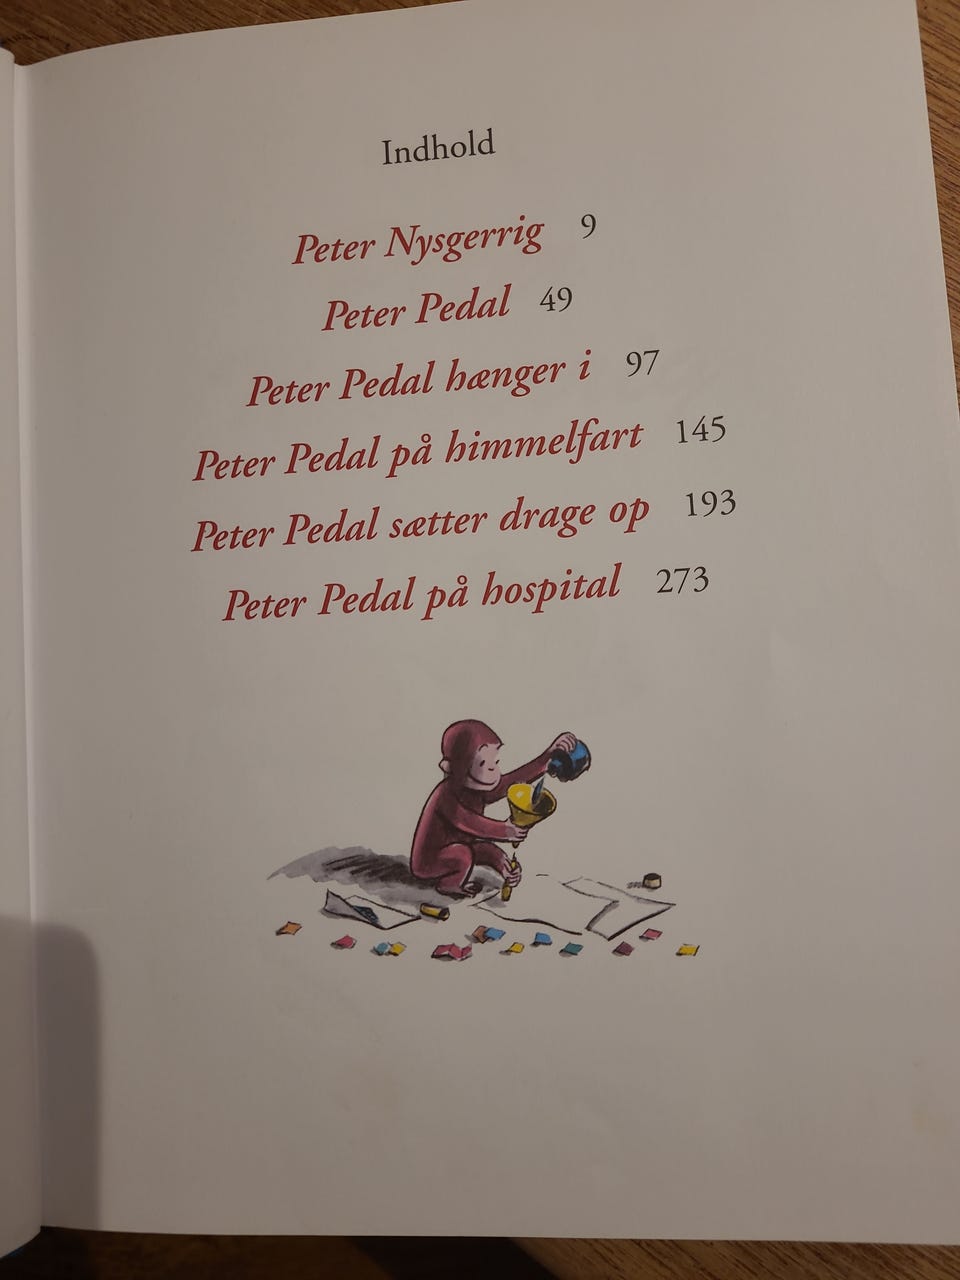 Indhold
Peter Nysgerrig 9
Peter Pedal 49
Peter Pedal hænger i 97
Peter Pedal på himmelfart 145
Peter Pedal sætter drage op 193
Peter Pedal på hospital 273